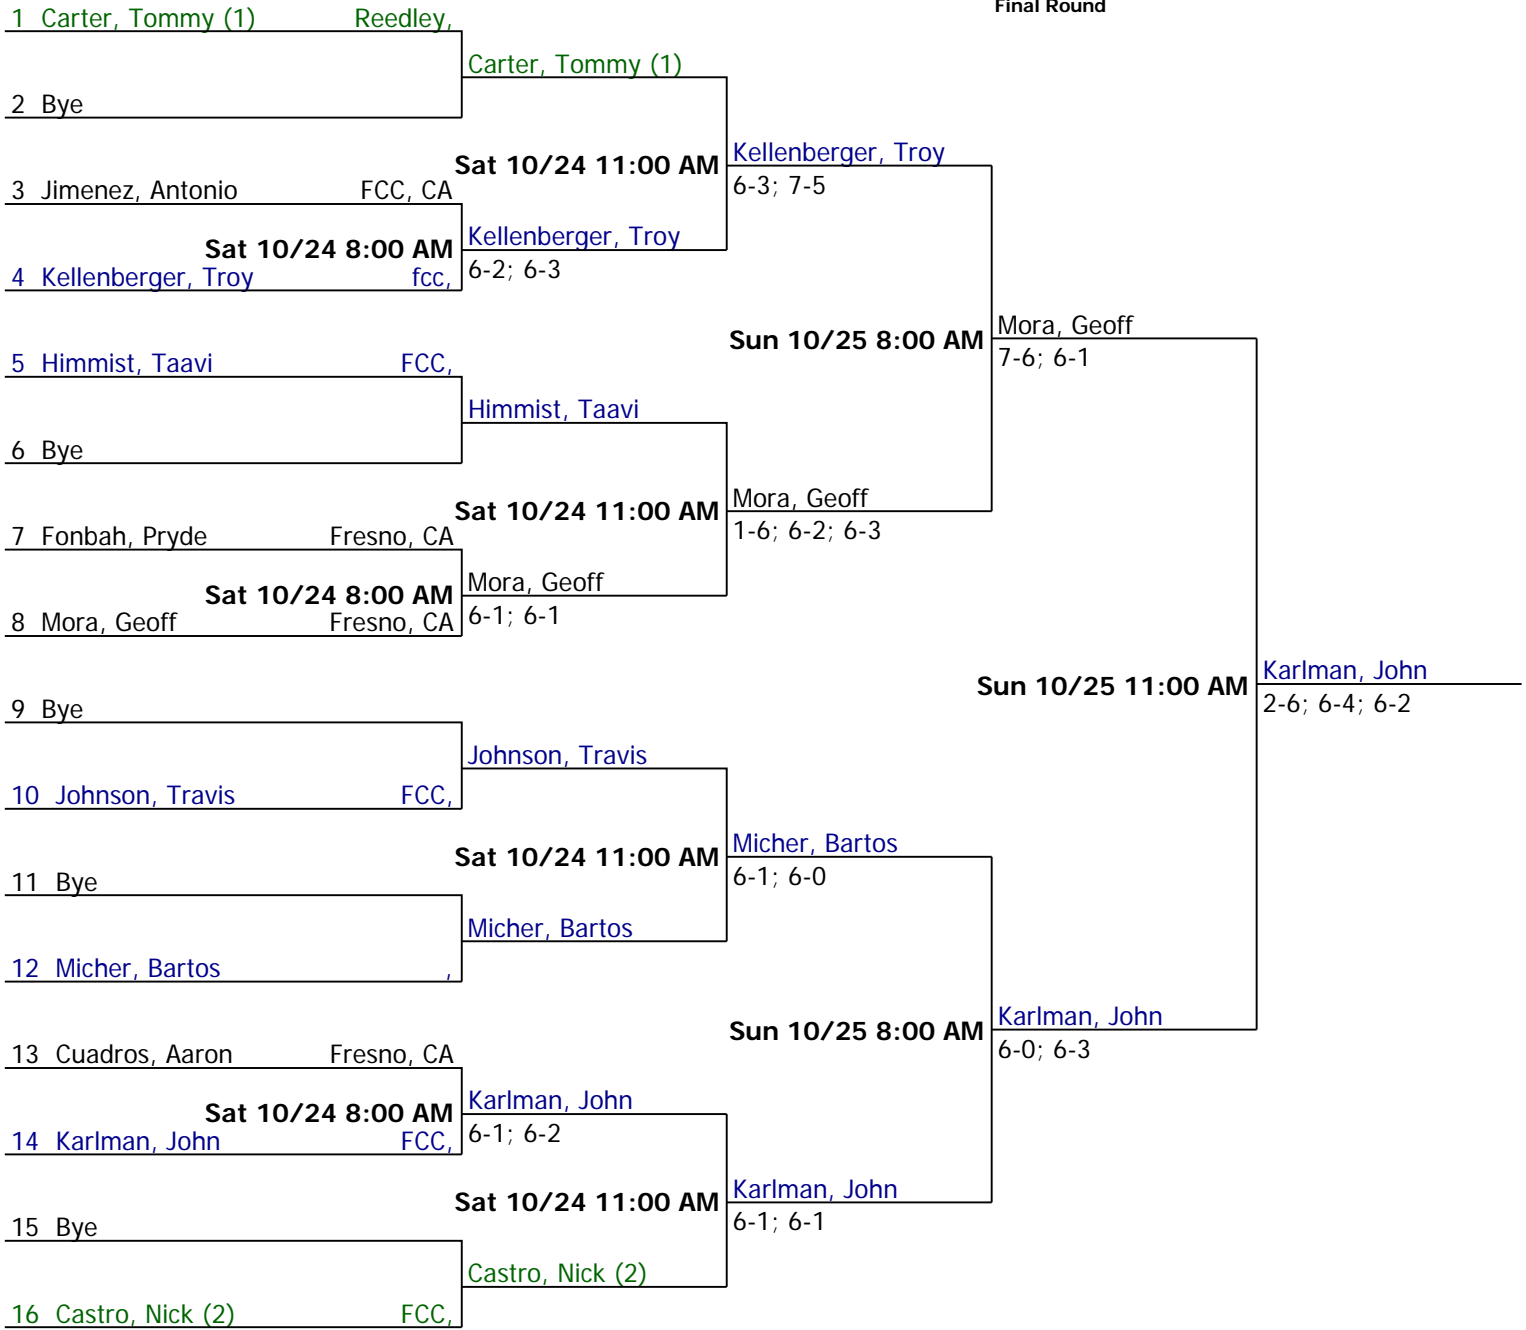 Final Round
1 Carter, Tommy (1) Reedley,
Carter, Tommy (1)
2 Bye
Sat 10/24 11:00 AM
Kellenberger, Troy
6-3; 7-5
3 Jimenez, Antonio FCC, CA
Sat 10/24 8:00 AM
Kellenberger, Troy
6-2; 6-3
4 Kellenberger, Troy fcc,
Sun 10/25 8:00 AM
Mora, Geoff
7-6; 6-1
5 Himmist, Taavi FCC,
Himmist, Taavi
6 Bye
Sat 10/24 11:00 AM
Mora, Geoff
1-6; 6-2; 6-3
7 Fonbah, Pryde Fresno, CA
Sat 10/24 8:00 AM
Mora, Geoff
6-1; 6-1
8 Mora, Geoff Fresno, CA
Sun 10/25 11:00 AM
Karlman, John
2-6; 6-4; 6-2
9 Bye
Johnson, Travis
10 Johnson, Travis FCC,
Sat 10/24 11:00 AM
Micher, Bartos
6-1; 6-0
11 Bye
Micher, Bartos
12 Micher, Bartos ,
Sun 10/25 8:00 AM
Karlman, John
6-0; 6-3
13 Cuadros, Aaron Fresno, CA
Sat 10/24 8:00 AM
Karlman, John
6-1; 6-2
14 Karlman, John FCC,
Sat 10/24 11:00 AM
Karlman, John
6-1; 6-1
15 Bye
Castro, Nick (2)
16 Castro, Nick (2) FCC,